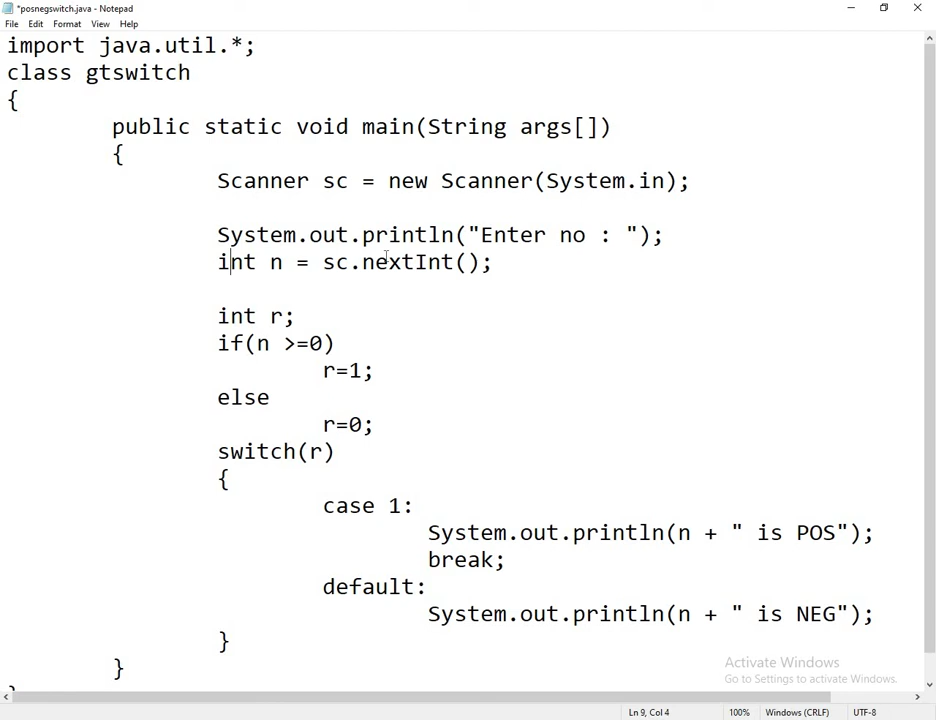 *posnegswitch.java - Notepad
File Edit Format View Help
import java.util.*;
class gtswitch
{
public static void main(String args[])
{
Scanner sc = new Scanner(System.in);
System.out.println("Enter no : ");
int n = sc.nextInt();
int r;
if(n >=0)
r=1;
else
r=0;
switch(r)
{
case 1:
System.out.println(n + " is POS");
break;
default:
System.out.println(n + " is NEG");
}
}
Activate Windows
Go to Settings to activate Windows.
Ln 9, Col 4 100% Windows (CRLF) UTF-8